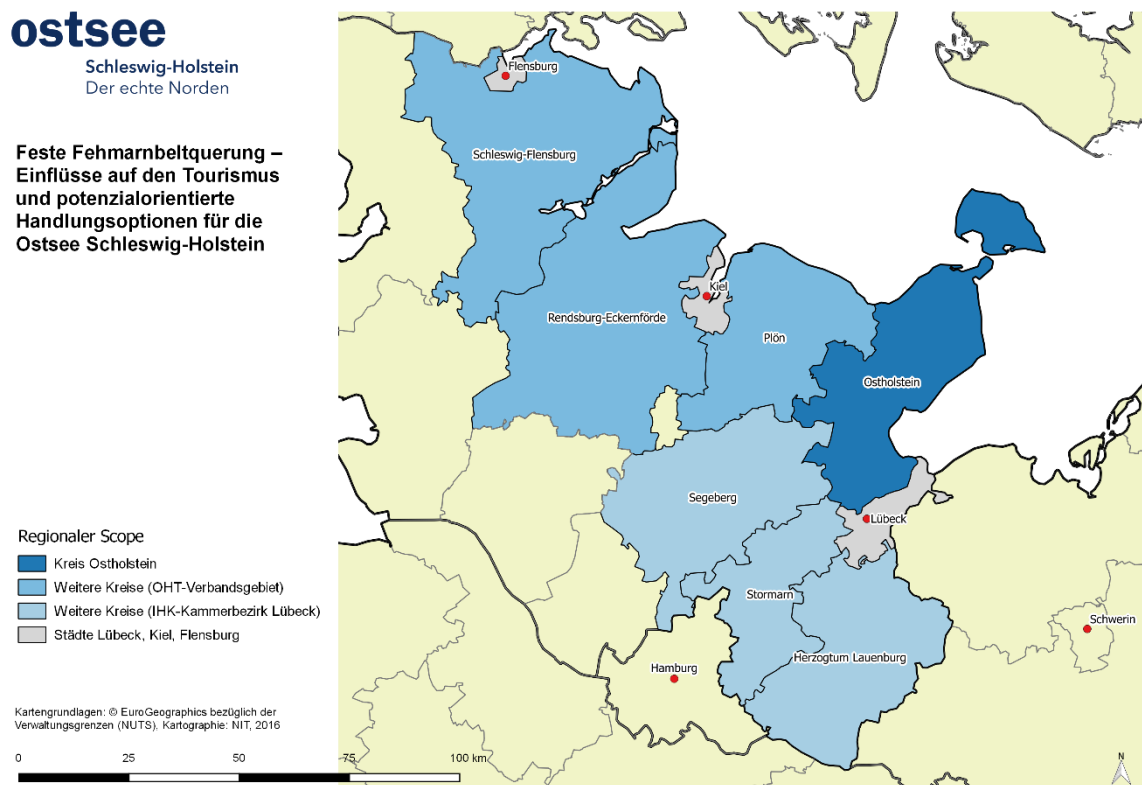 ostsee
Schleswig-Holstein
Der echte Norden
Feste Fehmarnbeltquerung –
Einflüsse auf den Tourismus
und potenzialorientierte
Handlungsoptionen für die
Ostsee Schleswig-Holstein
Flensburg
Schleswig-Flensburg
Kiel
Rendsburg-Eckernförde
Plön
Ostholstein
Segeberg
Lübeck
Stormarn
Schwerin
Herzogtum Lauenburg
Hamburg
Regionaler Scope
Kreis Ostholstein
Weitere Kreise (OHT-Verbandsgebiet)
Weitere Kreise (IHK-Kammerbezirk Lübeck)
Städte Lübeck, Kiel, Flensburg
Kartengrundlagen: © EuroGeographics bezüglich der
Verwaltungsgrenzen (NUTS), Kartographie: NIT, 2016
0 25 50 75 100 km
N